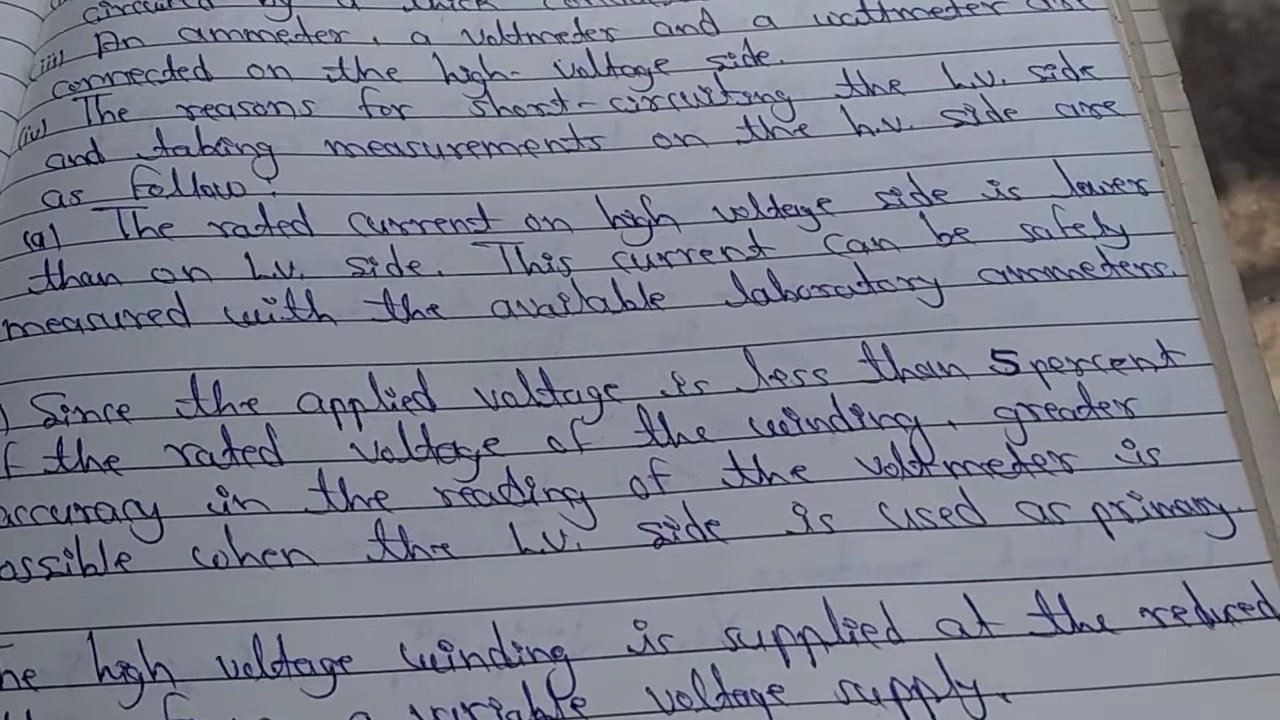 circuited by a thick
(iii) An ammeter, a voltmeter and a wattmeter are
connected on the high-voltage side.
(iv) The reasons for short-circuiting the L.V. side
and taking measurements on the h.v. side are
as follow:
(a) The rated current on high voltage side is lower
than on L.V. side. This current can be safely
measured with the available laboratory ammeters.
) Since the applied voltage is less than 5 percent
f the rated voltage of the winding, greater
accuracy in the reading of the voltmeter is
ossible when the L.V. side is used as primary.
he high voltage winding is supplied at the reduced
a variable voltage supply.